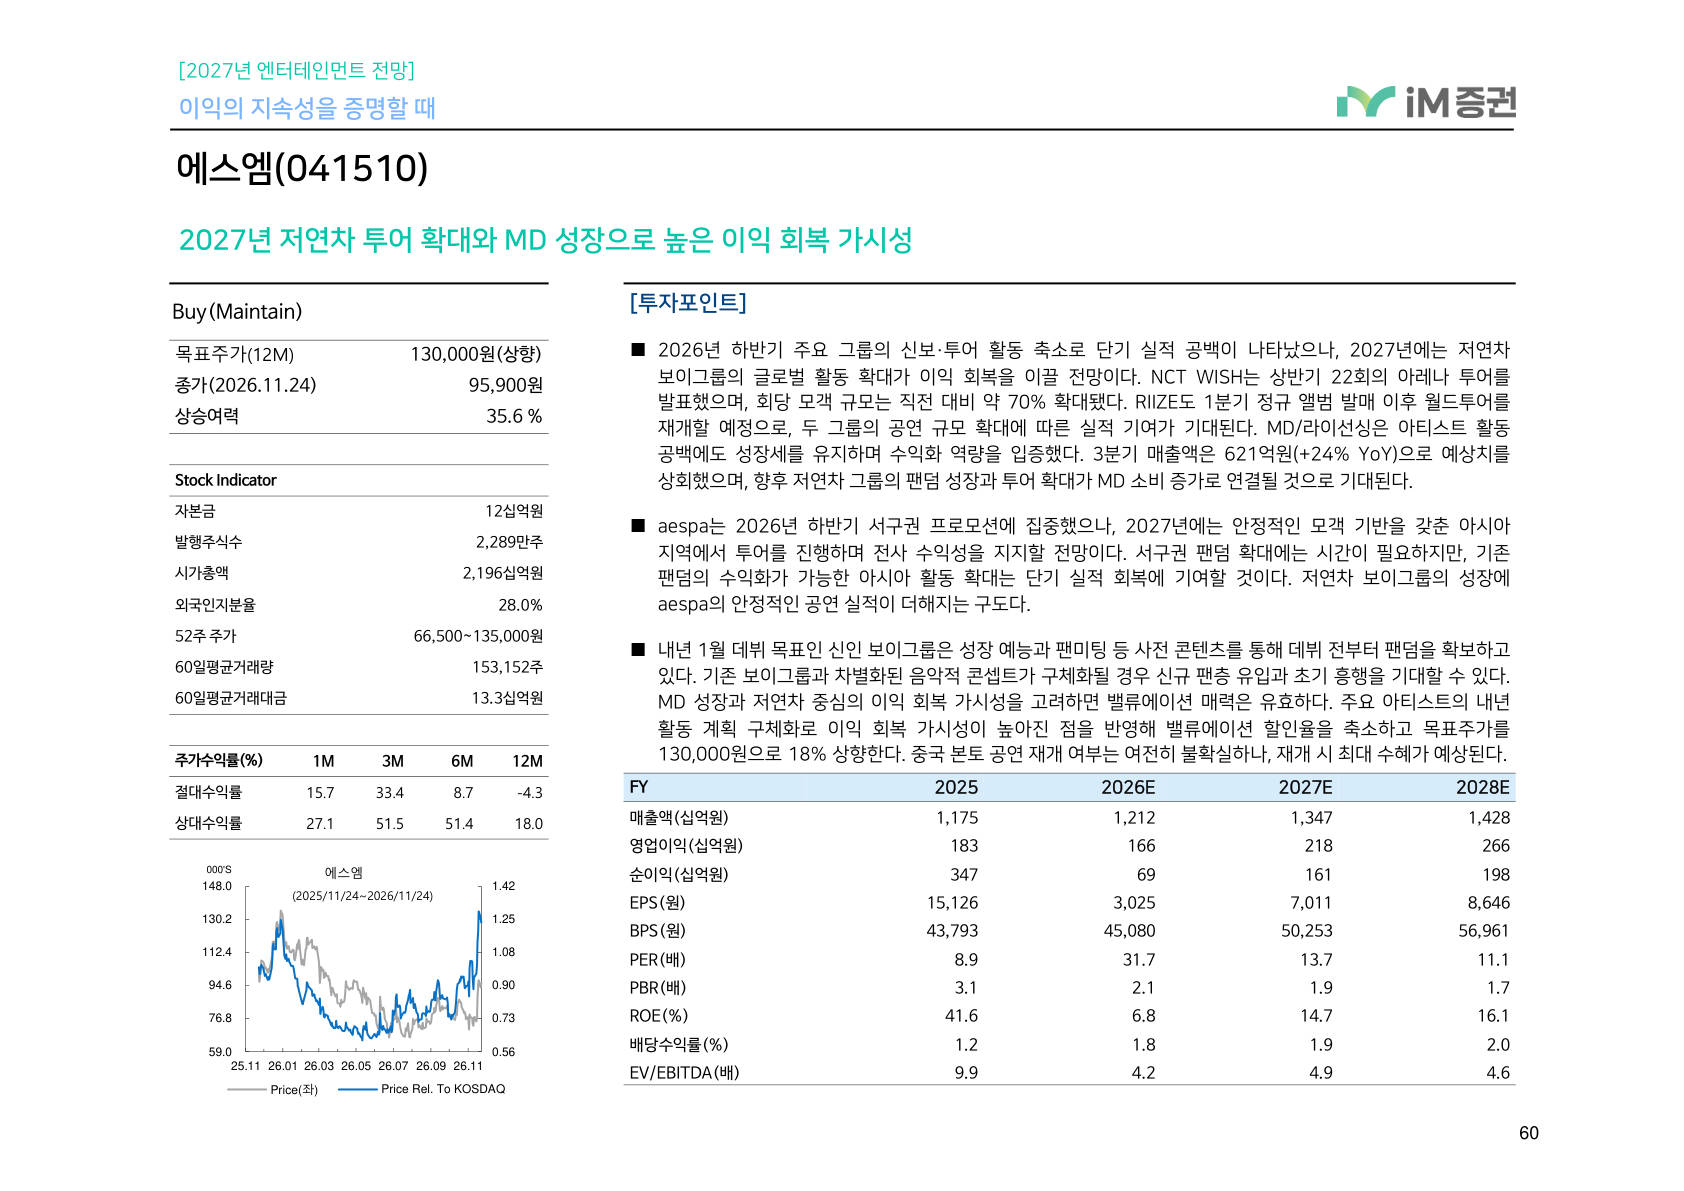 [2027년 엔터테인먼트 전망]
이익의 지속성을 증명할 때
iM증권
에스엠(041510)
2027년 저연차 투어 확대와 MD 성장으로 높은 이익 회복 가시성
Buy(Maintain)
목표주가(12M) 130,000원(상향)
종가(2026.11.24) 95,900원
상승여력 35.6 %
Stock Indicator
자본금 12십억원
발행주식수 2,289만주
시가총액 2,196십억원
외국인지분율 28.0%
52주 주가 66,500~135,000원
60일평균거래량 153,152주
60일평균거래대금 13.3십억원
주가수익률(%) 1M 3M 6M 12M
절대수익률 15.7 33.4 8.7 -4.3
상대수익률 27.1 51.5 51.4 18.0
000'S
에스엠
(2025/11/24~2026/11/24)
148.0 1.42
130.2 1.25
112.4 1.08
94.6 0.90
76.8 0.73
59.0 0.56
25.11 26.01 26.03 26.05 26.07 26.09 26.11
Price(좌) Price Rel. To KOSDAQ
[투자포인트]
■ 2026년 하반기 주요 그룹의 신보·투어 활동 축소로 단기 실적 공백이 나타났으나, 2027년에는 저연차
보이그룹의 글로벌 활동 확대가 이익 회복을 이끌 전망이다. NCT WISH는 상반기 22회의 아레나 투어를
발표했으며, 회당 모객 규모는 직전 대비 약 70% 확대됐다. RIIZE도 1분기 정규 앨범 발매 이후 월드투어를
재개할 예정으로, 두 그룹의 공연 규모 확대에 따른 실적 기여가 기대된다. MD/라이선싱은 아티스트 활동
공백에도 성장세를 유지하며 수익화 역량을 입증했다. 3분기 매출액은 621억원(+24% YoY)으로 예상치를
상회했으며, 향후 저연차 그룹의 팬덤 성장과 투어 확대가 MD 소비 증가로 연결될 것으로 기대된다.
■ aespa는 2026년 하반기 서구권 프로모션에 집중했으나, 2027년에는 안정적인 모객 기반을 갖춘 아시아
지역에서 투어를 진행하며 전사 수익성을 지지할 전망이다. 서구권 팬덤 확대에는 시간이 필요하지만, 기존
팬덤의 수익화가 가능한 아시아 활동 확대는 단기 실적 회복에 기여할 것이다. 저연차 보이그룹의 성장에
aespa의 안정적인 공연 실적이 더해지는 구도다.
■ 내년 1월 데뷔 목표인 신인 보이그룹은 성장 예능과 팬미팅 등 사전 콘텐츠를 통해 데뷔 전부터 팬덤을 확보하고
있다. 기존 보이그룹과 차별화된 음악적 콘셉트가 구체화될 경우 신규 팬층 유입과 초기 흥행을 기대할 수 있다.
MD 성장과 저연차 중심의 이익 회복 가시성을 고려하면 밸류에이션 매력은 유효하다. 주요 아티스트의 내년
활동 계획 구체화로 이익 회복 가시성이 높아진 점을 반영해 밸류에이션 할인율을 축소하고 목표주가를
130,000원으로 18% 상향한다. 중국 본토 공연 재개 여부는 여전히 불확실하나, 재개 시 최대 수혜가 예상된다.
FY 2025 2026E 2027E 2028E
매출액(십억원) 1,175 1,212 1,347 1,428
영업이익(십억원) 183 166 218 266
순이익(십억원) 347 69 161 198
EPS(원) 15,126 3,025 7,011 8,646
BPS(원) 43,793 45,080 50,253 56,961
PER(배) 8.9 31.7 13.7 11.1
PBR(배) 3.1 2.1 1.9 1.7
ROE(%) 41.6 6.8 14.7 16.1
배당수익률(%) 1.2 1.8 1.9 2.0
EV/EBITDA(배) 9.9 4.2 4.9 4.6
60